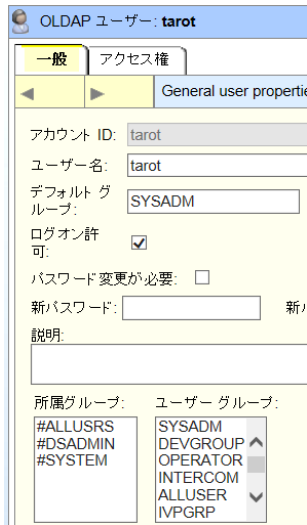 OLDAP ユーザー: tarot
一般 アクセス権
General user propertie
アカウント ID: tarot
ユーザー名: tarot
デフォルト グ
ループ: SYSADM
ログオン許
可:
パスワード変更が必要:
新パスワード: 新パ
説明:
所属グループ: ユーザー グループ:
#ALLUSRS SYSADM
#DSADMIN DEVGROUP
#SYSTEM OPERATOR
INTERCOM
ALLUSER
IVPGRP